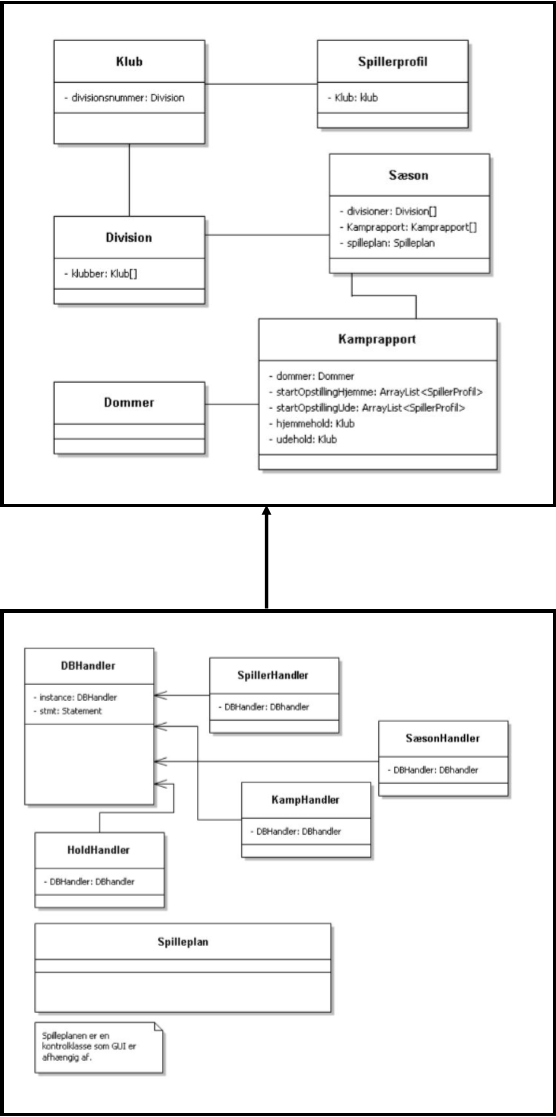 Klub
- divisionsnummer: Division
Spillerprofil
- Klub: klub
Sæson
- divisioner: Division[]
- Kamprapport: Kamprapport[]
- spilleplan: Spilleplan
Division
- klubber: Klub[]
Kamprapport
- dommer: Dommer
- startOpstillingHjemme: ArrayList<SpillerProfil>
- startOpstillingUde: ArrayList<SpillerProfil>
- hjemmehold: Klub
- udehold: Klub
Dommer
DBHandler
- instance: DBHandler
- stmt: Statement
SpillerHandler
- DBHandler: DBhandler
SæsonHandler
- DBHandler: DBhandler
KampHandler
- DBHandler: DBhandler
HoldHandler
- DBHandler: DBhandler
Spilleplan
Spilleplanen er en
kontrolklasse som GUI er
afhængig af.